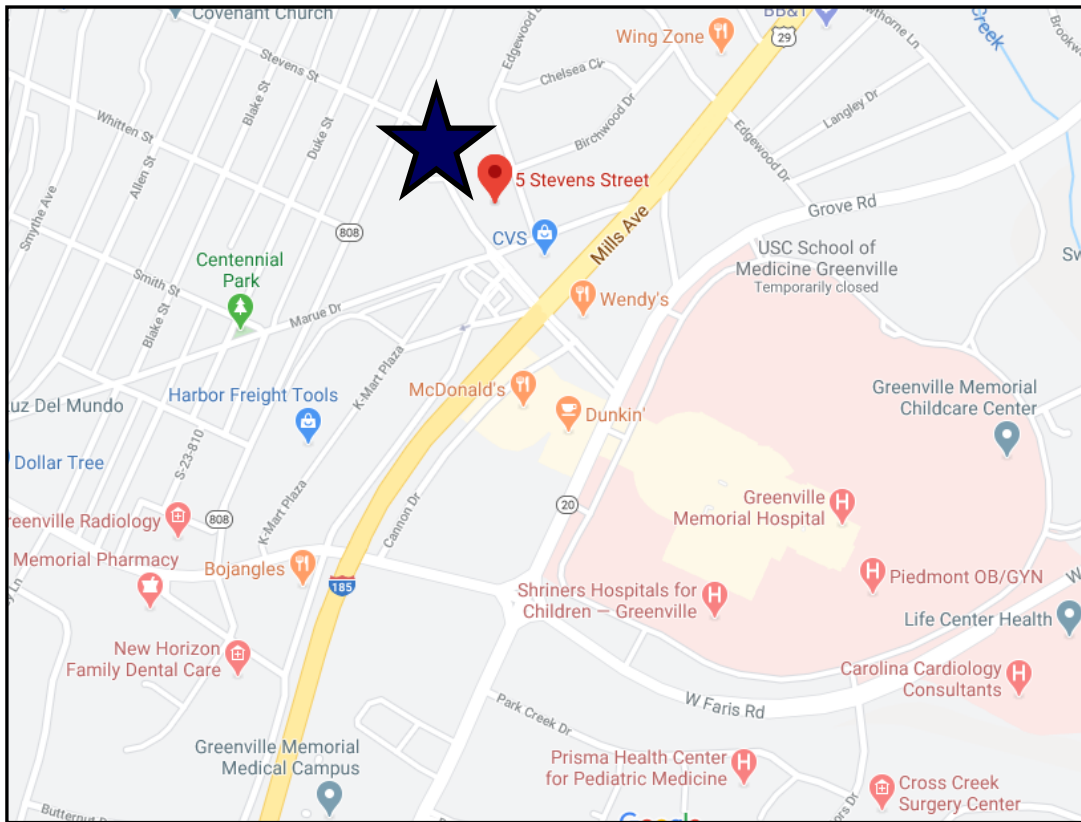 Covenant Church
Edgewood
BB&T
29
Creek
Wing Zone
Stevens St
Chelsea Cir
Blake St
Duke St
Whitten St
Allen St
Birchwood Dr
Langley Dr
Edgewood Dr
5 Stevens Street
Smythe Ave
Grove Rd
808
CVS
Mills Ave
USC School of
Medicine Greenville
Temporarily closed
Centennial
Park
Smith St
Marue Dr
Blake St
Wendy's
K-Mart Plaza
McDonald's
Dunkin'
Greenville Memorial
Childcare Center
Luz Del Mundo
Harbor Freight Tools
Dollar Tree
S-23-810
K-Mart Plaza
Cannon Dr
20
Greenville
Memorial Hospital
Greenville Radiology
808
Memorial Pharmacy
Bojangles
185
Shriners Hospitals for
Children — Greenville
Piedmont OB/GYN
Life Center Health
New Horizon
Family Dental Care
Carolina Cardiology
Consultants
W Faris Rd
Park Creek Dr
Greenville Memorial
Medical Campus
Prisma Health Center
for Pediatric Medicine
Cross Creek
Surgery Center
Butternut
Google